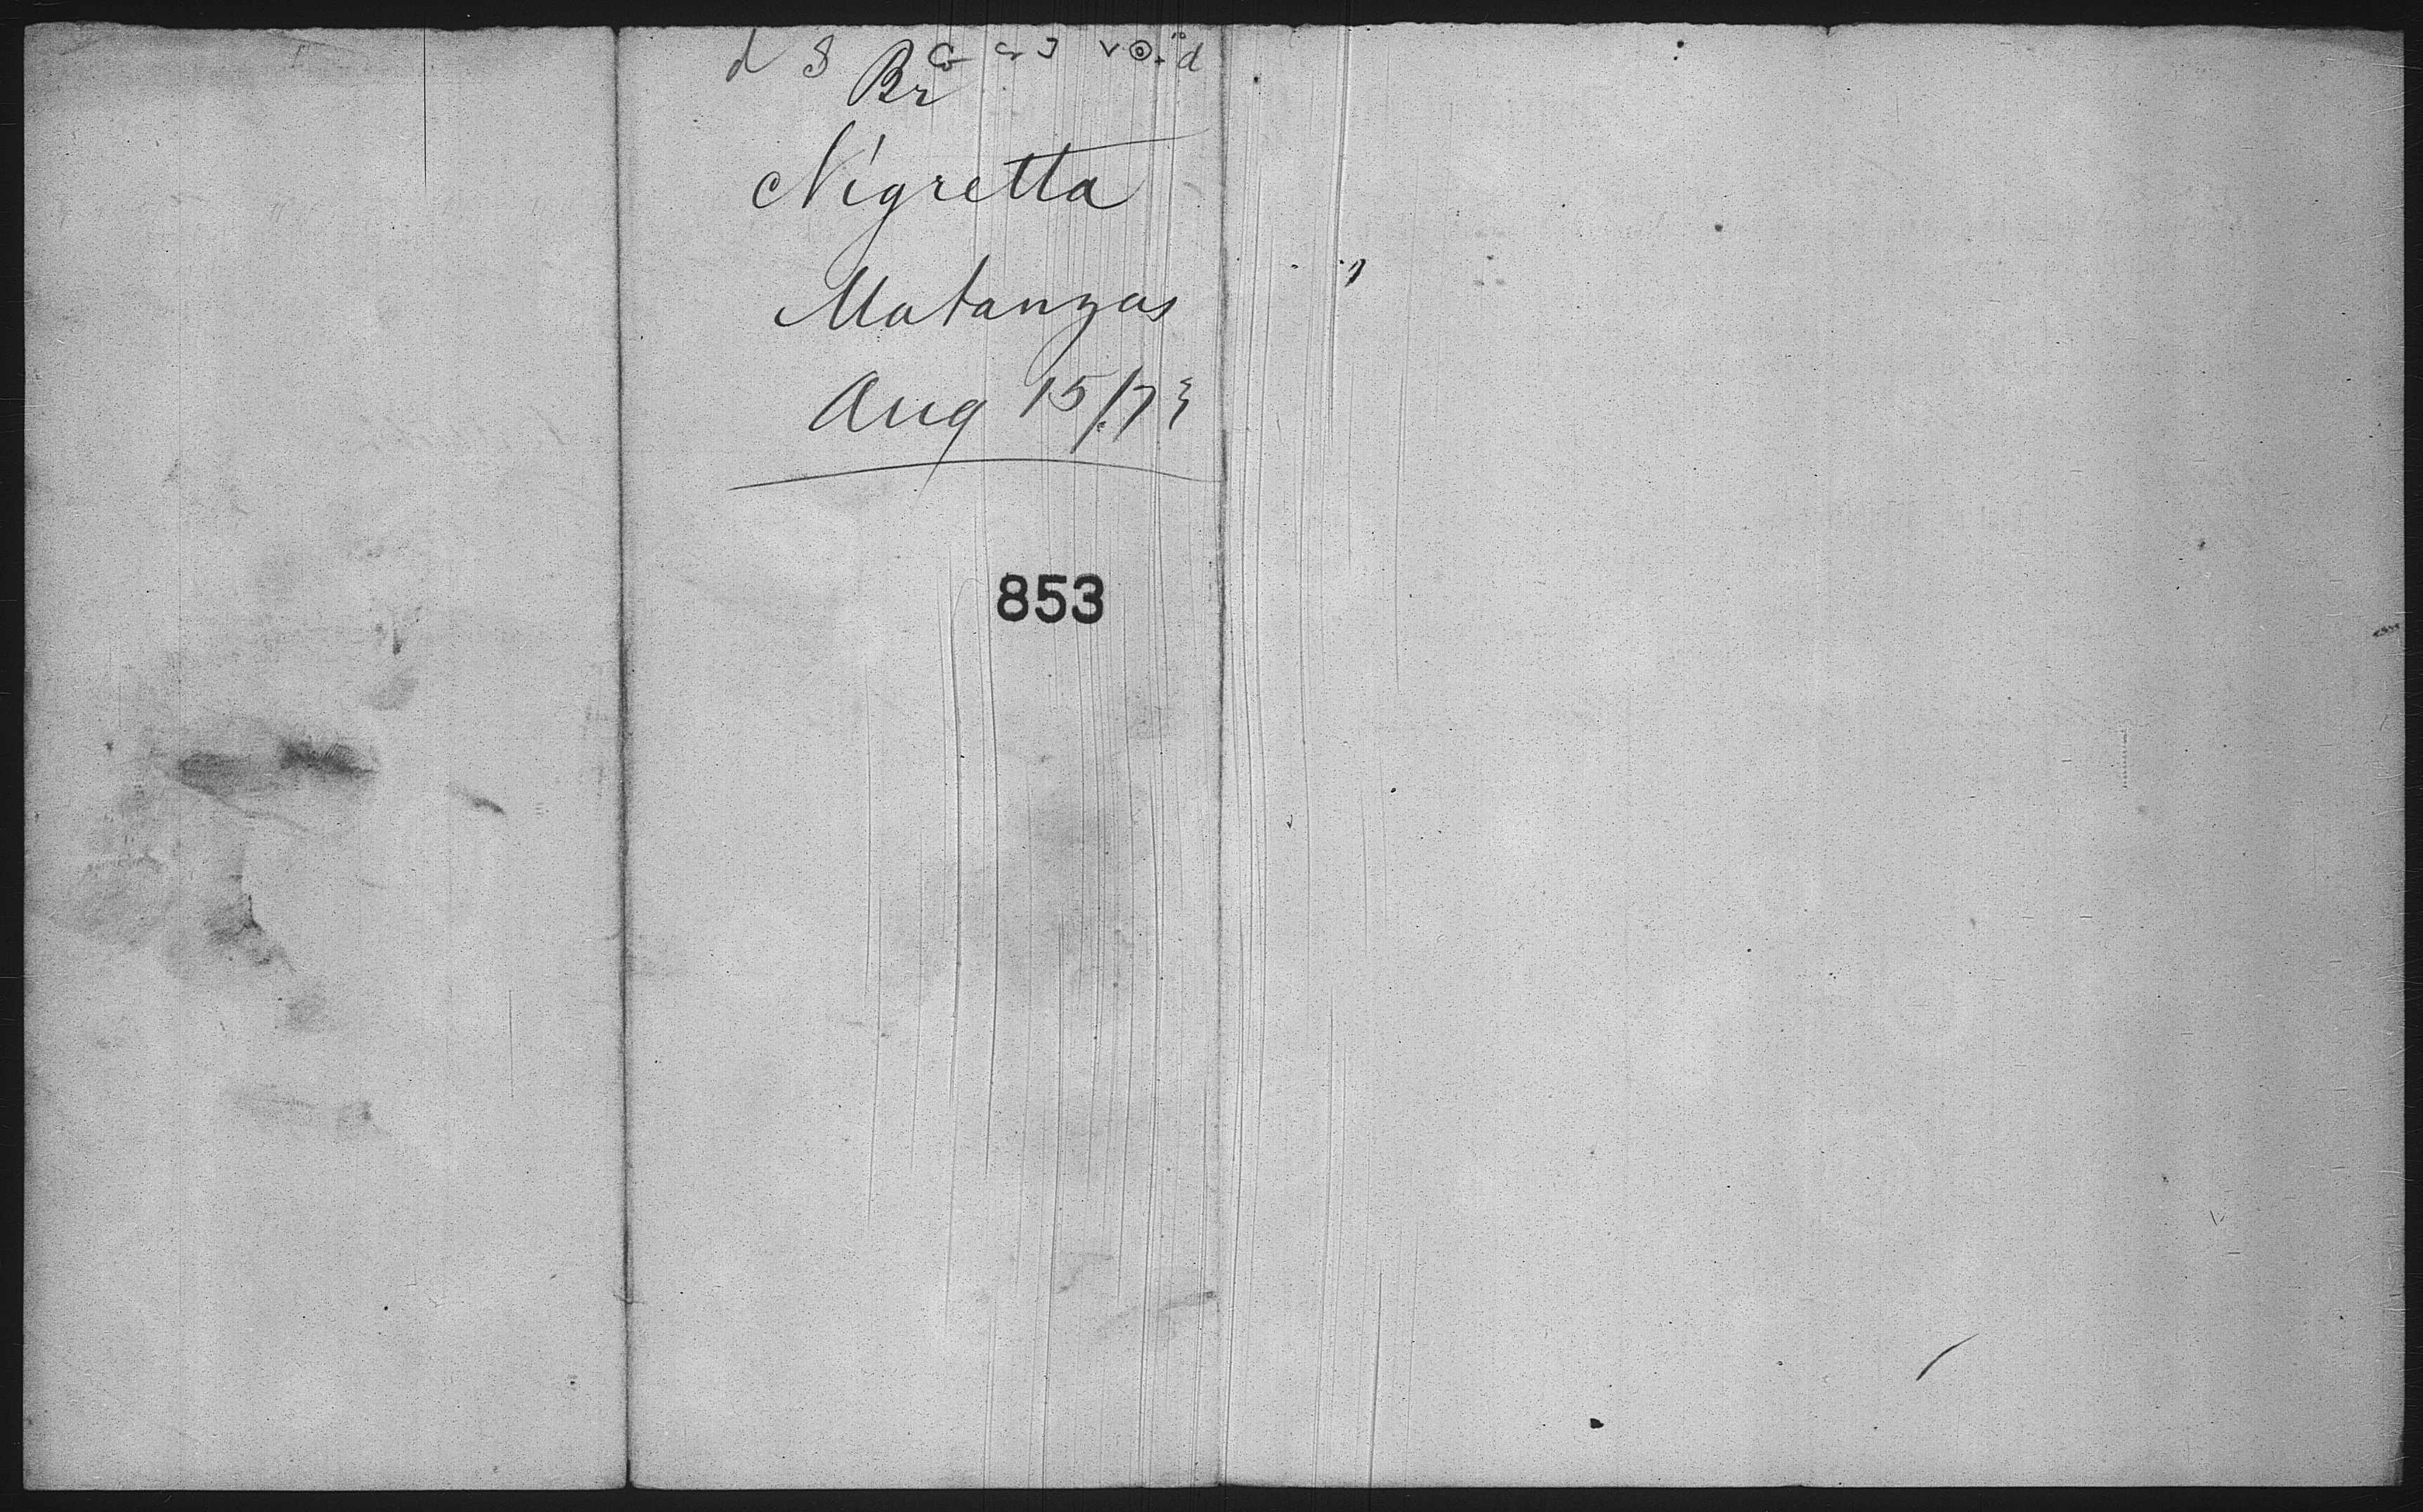 Br
Nigretta
Matanzas
Aug 15/73
853